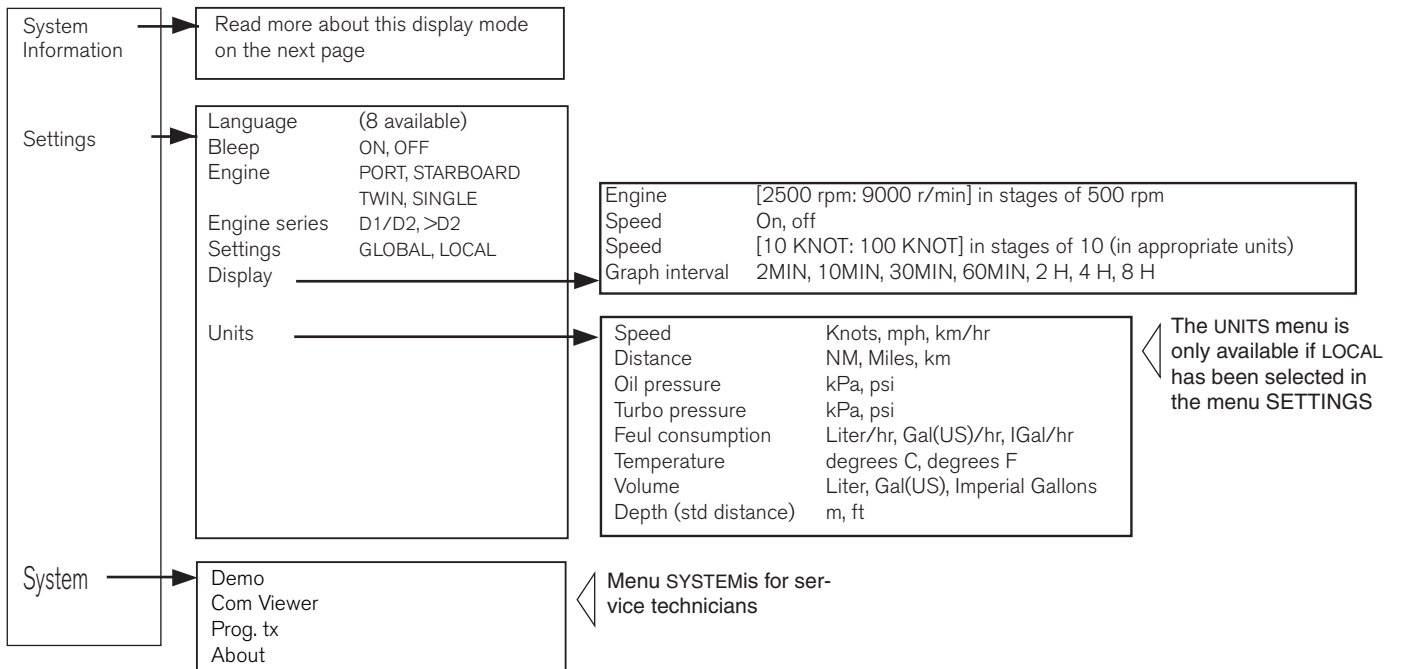 System
Information
Read more about this display mode
on the next page
Settings
Language (8 available)
Bleep ON, OFF
Engine PORT, STARBOARD
TWIN, SINGLE
Engine series D1/D2, >D2
Settings GLOBAL, LOCAL
Display
Engine [2500 rpm: 9000 r/min] in stages of 500 rpm
Speed On, off
Speed [10 KNOT: 100 KNOT] in stages of 10 (in appropriate units)
Graph interval 2MIN, 10MIN, 30MIN, 60MIN, 2 H, 4 H, 8 H
Units
Speed Knots, mph, km/hr
Distance NM, Miles, km
Oil pressure kPa, psi
Turbo pressure kPa, psi
Feul consumption Liter/hr, Gal(US)/hr, IGal/hr
Temperature degrees C, degrees F
Volume Liter, Gal(US), Imperial Gallons
Depth (std distance) m, ft
The UNITS menu is
only available if LOCAL
has been selected in
the menu SETTINGS
System
Demo
Com Viewer
Prog. tx
About
Menu SYSTEMis for ser-
vice technicians